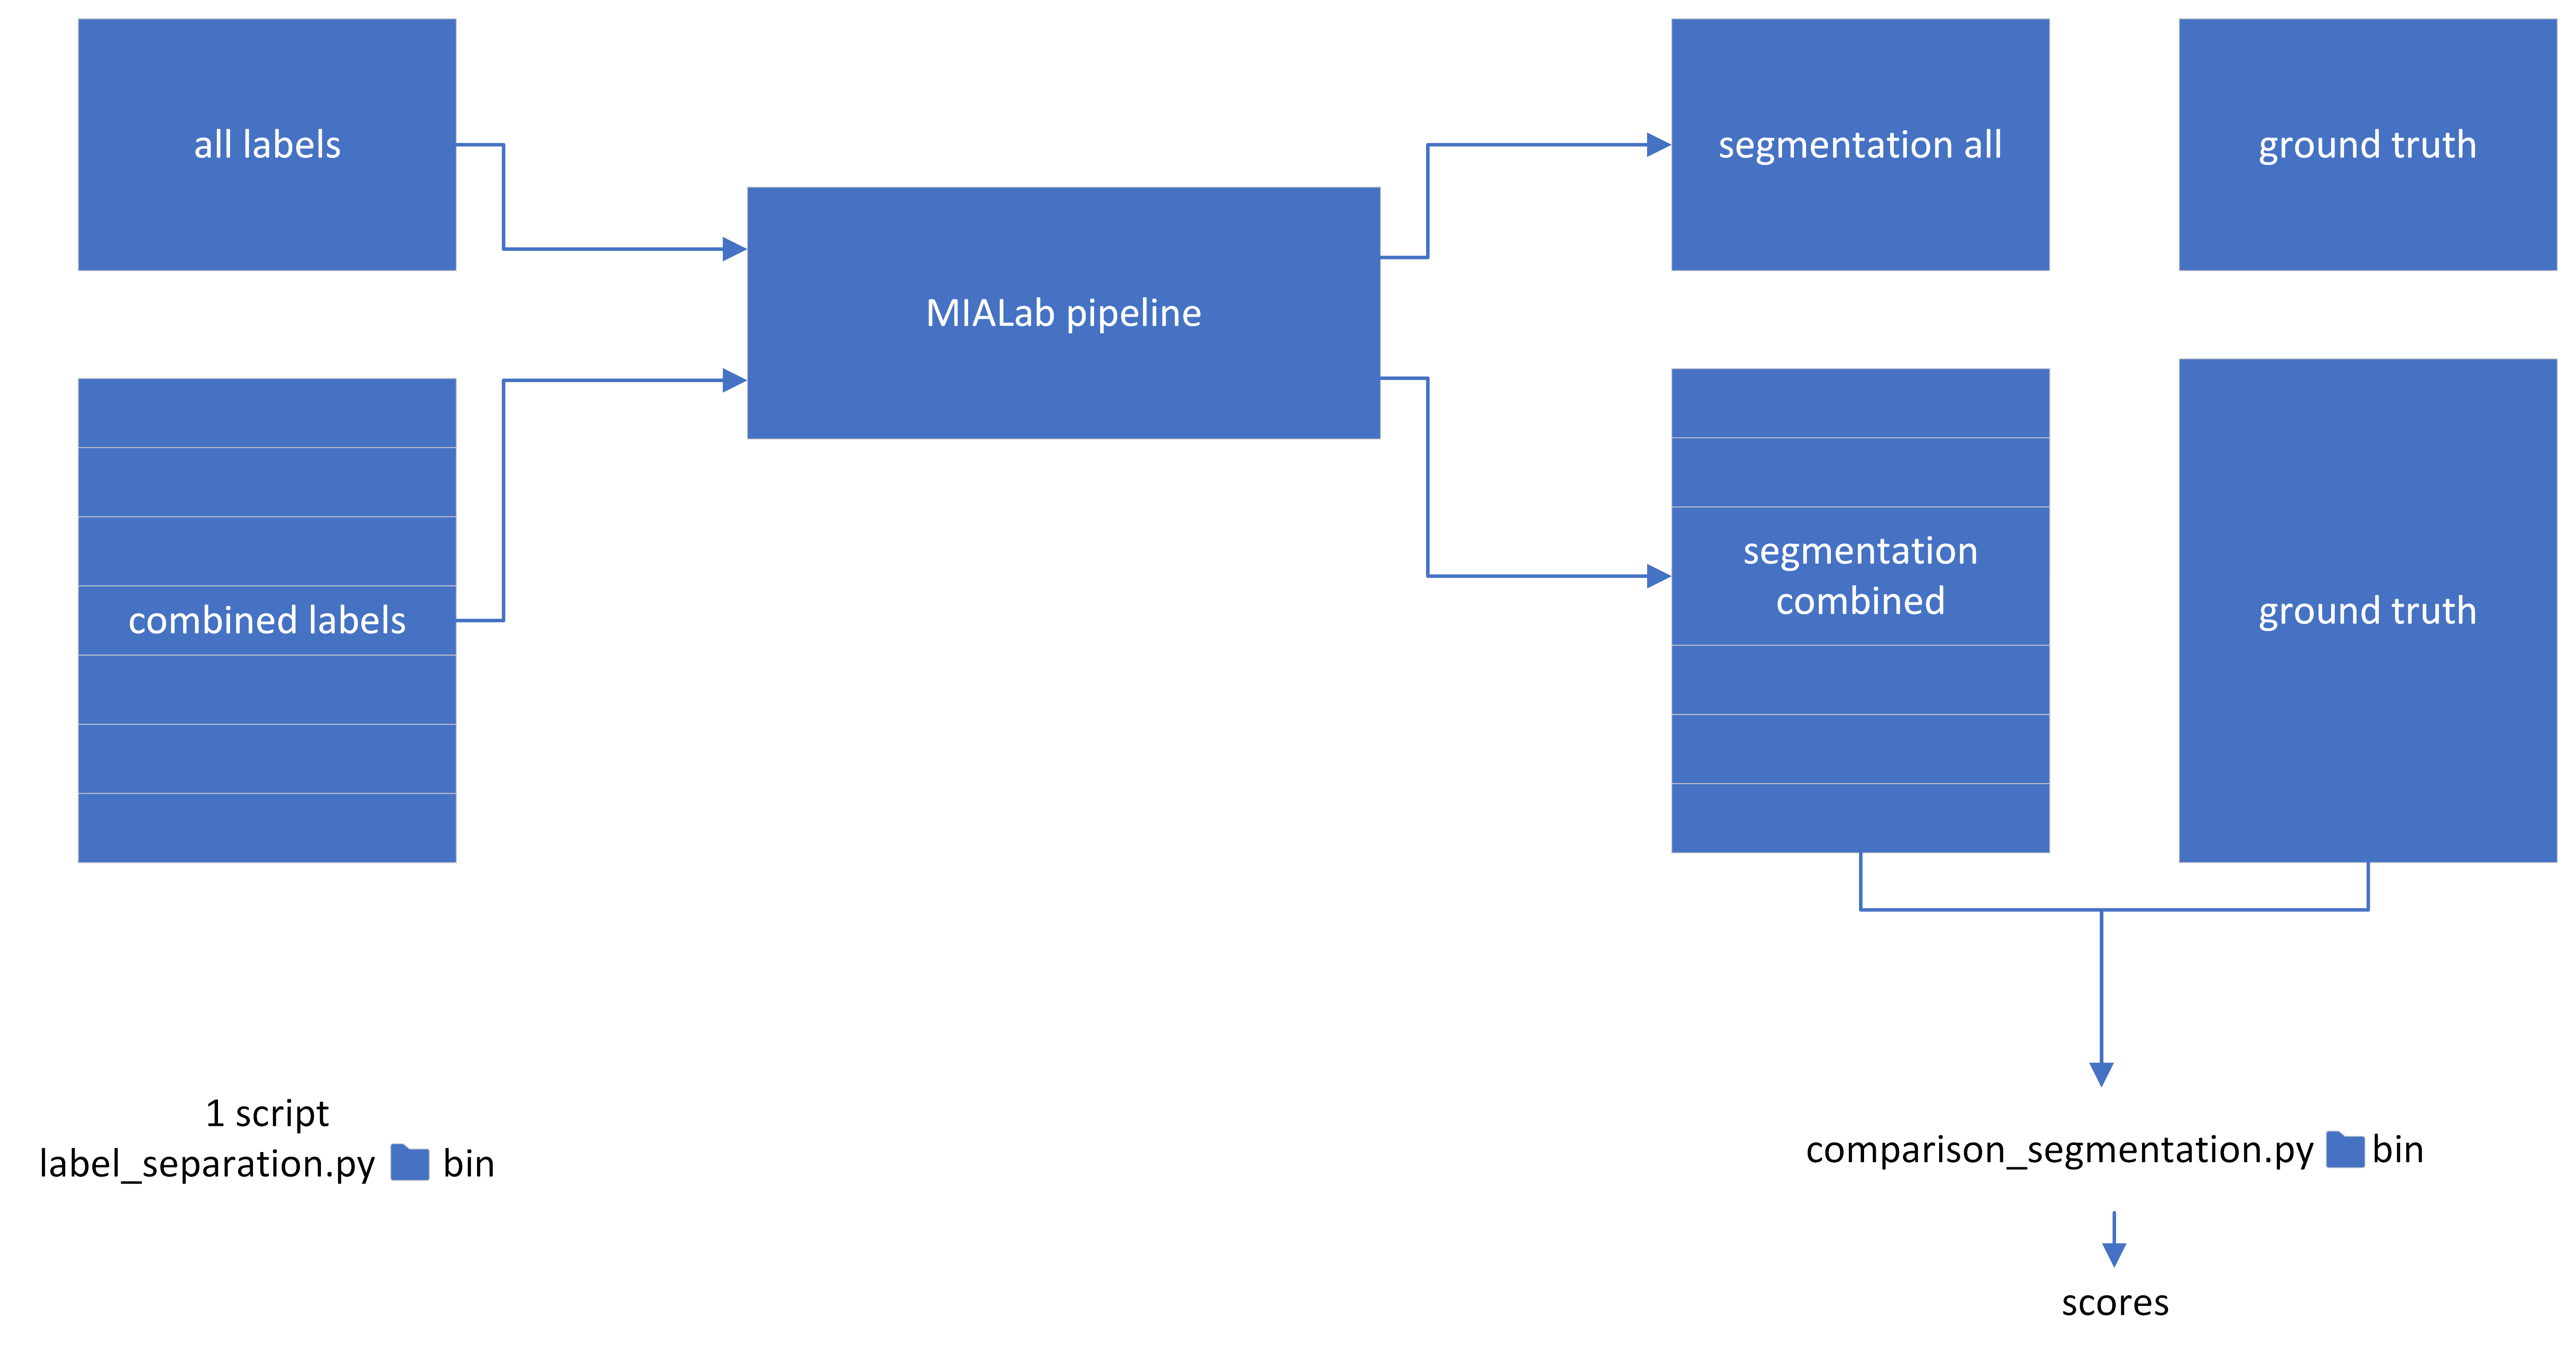 all labels
segmentation all
ground truth
MIALab pipeline
combined labels
segmentation
combined
ground truth
1 script
label_separation.py bin
comparison_segmentation.py bin
scores